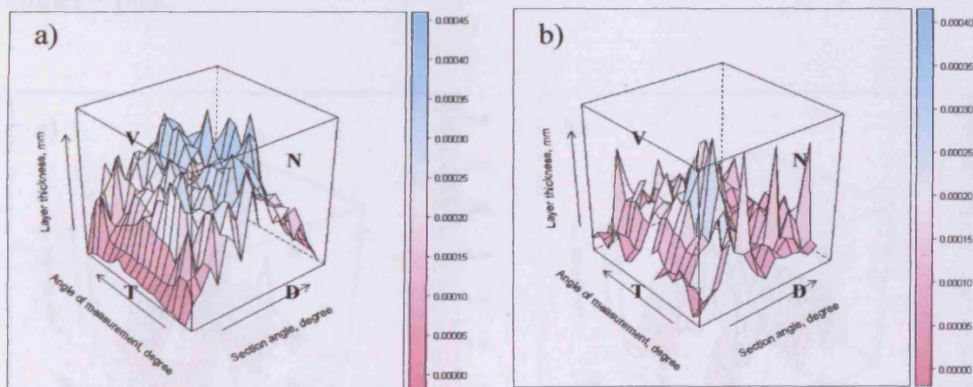 a)
V
N
T
D
Layer thickness, mm
Angle of measurement, degree
Section angle, degree
0.00045
0.00040
0.00035
0.00030
0.00025
0.00020
0.00015
0.00010
0.00005
0.00000
b)
V
N
T
D
Layer thickness, mm
Angle of measurement, degree
Section angle, degree
0.00040
0.00035
0.00030
0.00025
0.00020
0.00015
0.00010
0.00005
0.00000